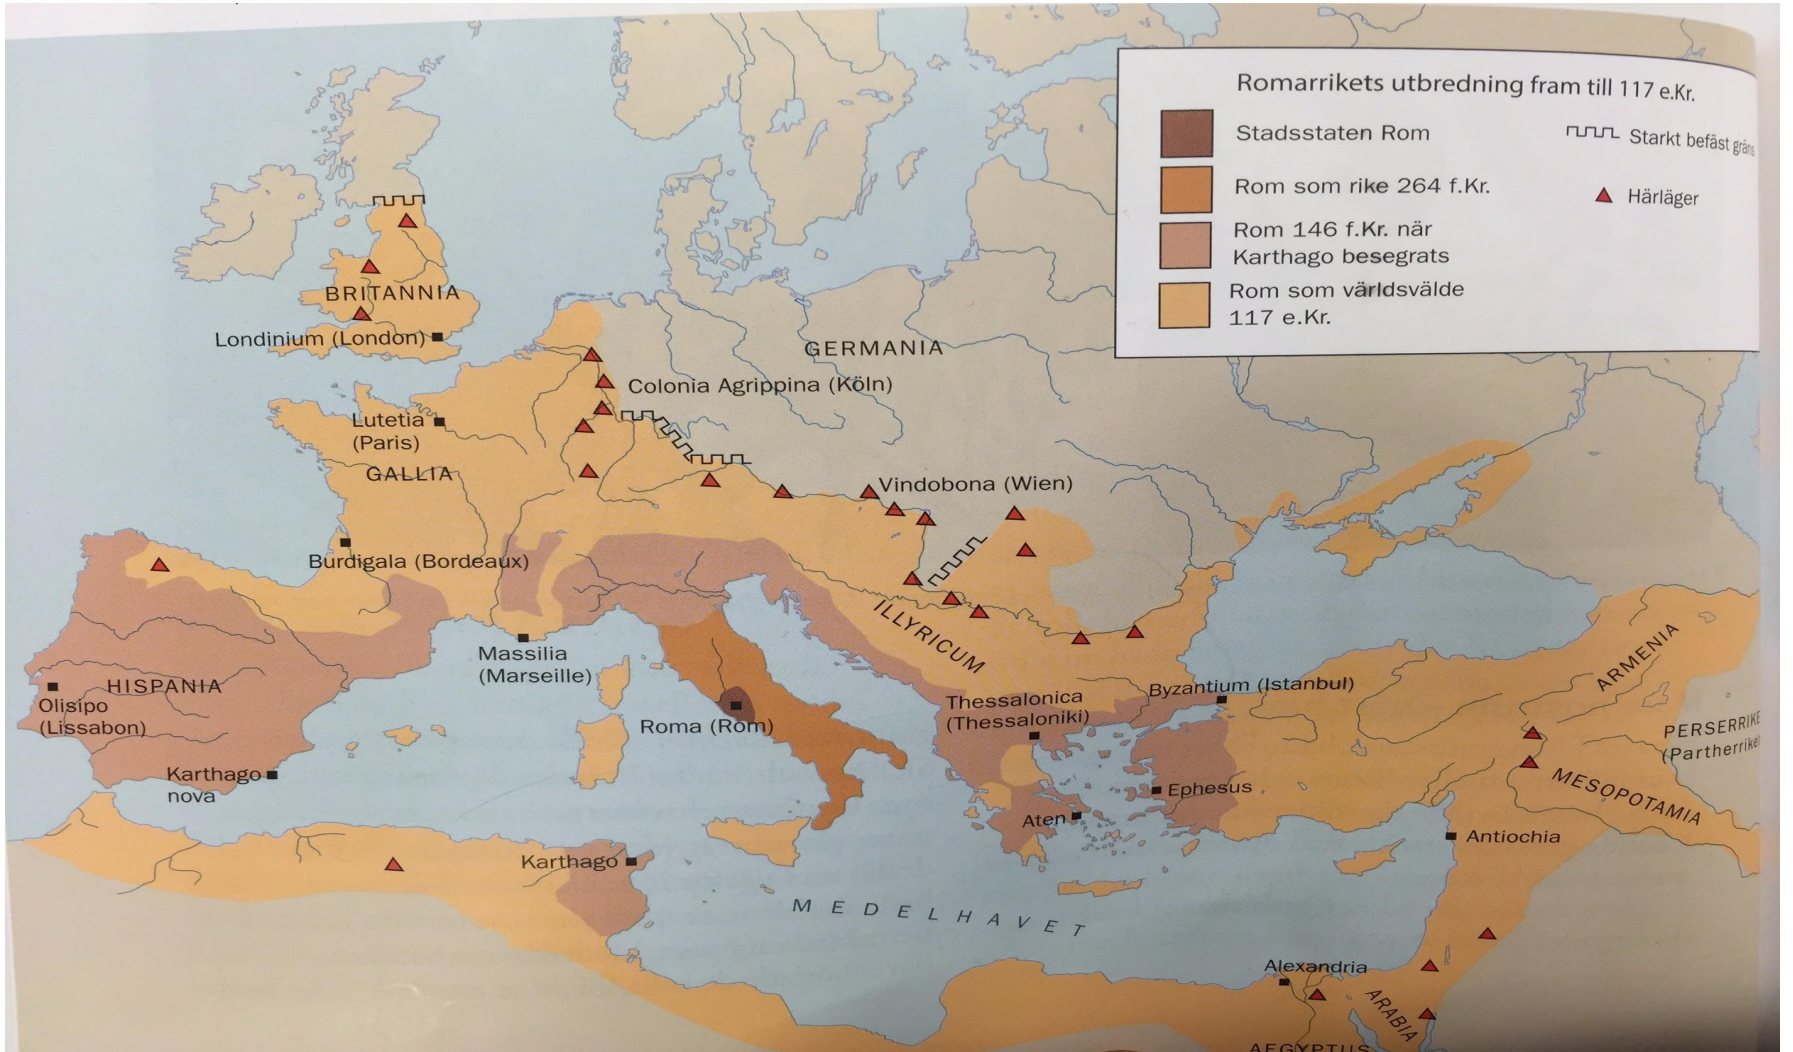 Romarrikets utbredning fram till 117 e.Kr.
Stadsstaten Rom
Rom som rike 264 f.Kr.
Rom 146 f.Kr. när
Karthago besegrats
Rom som världsvälde
117 e.Kr.
Starkt befäst gräns
Härläger
BRITANNIA
Londinium (London)
GERMANIA
Colonia Agrippina (Köln)
Lutetia
(Paris)
GALLIA
Vindobona (Wien)
Burdigala (Bordeaux)
ILLYRICUM
Massilia
(Marseille)
HISPANIA
Olisipo
(Lissabon)
Roma (Rom)
Thessalonica
(Thessaloniki)
Byzantium (Istanbul)
ARMENIA
PERSERRIKE
(Partherrike
MESOPOTAMIA
Karthago
nova
Ephesus
Aten
Antiochia
Karthago
MEDELHAVET
Alexandria
ARABIA
AEGYPTUS